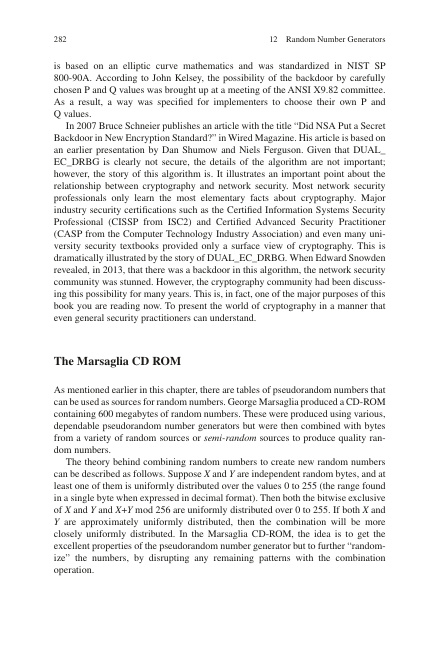 282
12 Random Number Generators
is based on an elliptic curve mathematics and was standardized in NIST SP
800-90A. According to John Kelsey, the possibility of the backdoor by carefully
chosen P and Q values was brought up at a meeting of the ANSI X9.82 committee.
As a result, a way was specified for implementers to choose their own P and
Q values.
In 2007 Bruce Schneier publishes an article with the title “Did NSA Put a Secret
Backdoor in New Encryption Standard?” in Wired Magazine. His article is based on
an earlier presentation by Dan Shumow and Niels Ferguson. Given that DUAL_
EC_DRBG is clearly not secure, the details of the algorithm are not important;
however, the story of this algorithm is. It illustrates an important point about the
relationship between cryptography and network security. Most network security
professionals only learn the most elementary facts about cryptography. Major
industry security certifications such as the Certified Information Systems Security
Professional (CISSP from ISC2) and Certified Advanced Security Practitioner
(CASP from the Computer Technology Industry Association) and even many uni-
versity security textbooks provided only a surface view of cryptography. This is
dramatically illustrated by the story of DUAL_EC_DRBG. When Edward Snowden
revealed, in 2013, that there was a backdoor in this algorithm, the network security
community was stunned. However, the cryptography community had been discuss-
ing this possibility for many years. This is, in fact, one of the major purposes of this
book you are reading now. To present the world of cryptography in a manner that
even general security practitioners can understand.
The Marsaglia CD ROM
As mentioned earlier in this chapter, there are tables of pseudorandom numbers that
can be used as sources for random numbers. George Marsaglia produced a CD-ROM
containing 600 megabytes of random numbers. These were produced using various,
dependable pseudorandom number generators but were then combined with bytes
from a variety of random sources or semi-random sources to produce quality ran-
dom numbers.
The theory behind combining random numbers to create new random numbers
can be described as follows. Suppose X and Y are independent random bytes, and at
least one of them is uniformly distributed over the values 0 to 255 (the range found
in a single byte when expressed in decimal format). Then both the bitwise exclusive
of X and Y and X+Y mod 256 are uniformly distributed over 0 to 255. If both X and
Y are approximately uniformly distributed, then the combination will be more
closely uniformly distributed. In the Marsaglia CD-ROM, the idea is to get the
excellent properties of the pseudorandom number generator but to further “random-
ize” the numbers, by disrupting any remaining patterns with the combination
operation.